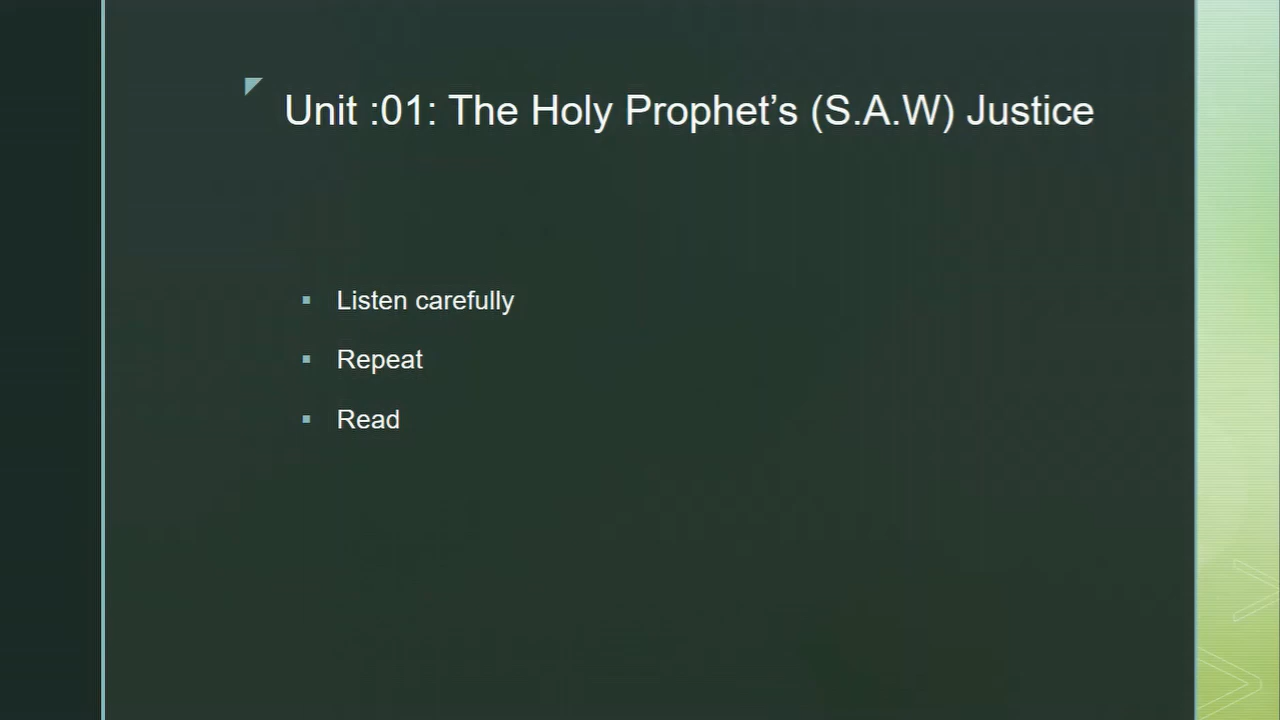 Unit :01: The Holy Prophet’s (S.A.W) Justice
Listen carefully
Repeat
Read